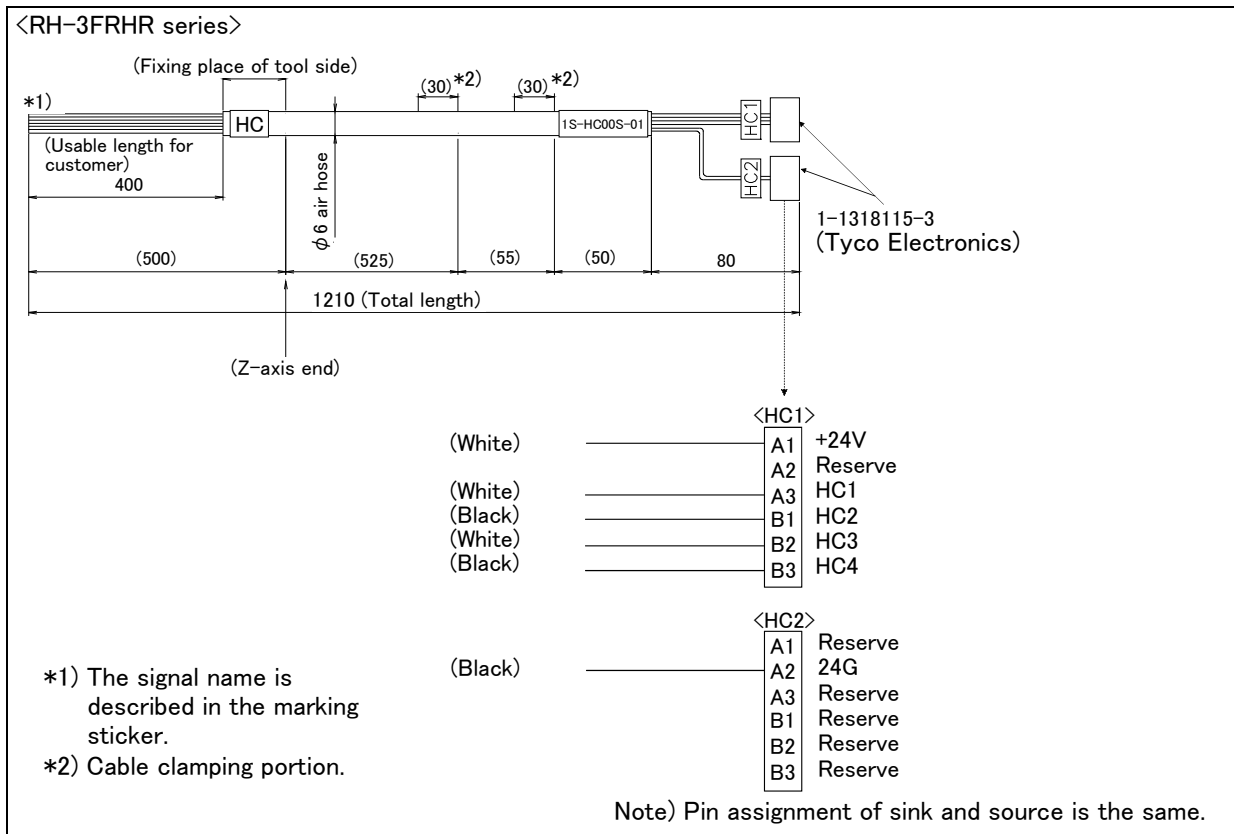 <RH-3FRHR series>
(Fixing place of tool side)
(30)*2)
(30)*2)
*1)
HC
1S-HC00S-01
HC1
(Usable length for
customer)
400
φ6 air hose
HC2
1-1318115-3
(Tyco Electronics)
(500)
(525)
(55)
(50)
80
1210 (Total length)
(Z-axis end)
<HC1>
(White) A1 +24V
A2 Reserve
(White) A3 HC1
(Black) B1 HC2
(White) B2 HC3
(Black) B3 HC4
<HC2>
A1 Reserve
(Black) A2 24G
A3 Reserve
B1 Reserve
B2 Reserve
B3 Reserve
*1) The signal name is
described in the marking
sticker.
*2) Cable clamping portion.
Note) Pin assignment of sink and source is the same.